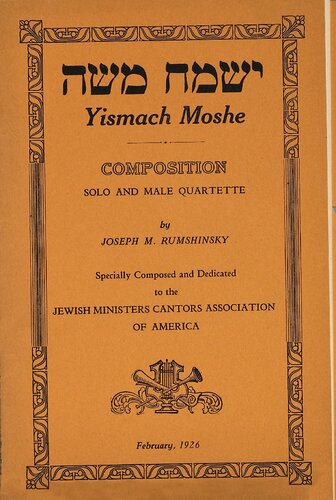 ישמח משה
Yismach Moshe
COMPOSITION
SOLO AND MALE QUARTETTE
by
JOSEPH M. RUMSHINSKY
Specially Composed and Dedicated
to the
JEWISH MINISTERS CANTORS ASSOCIATION
OF AMERICA
February, 1926